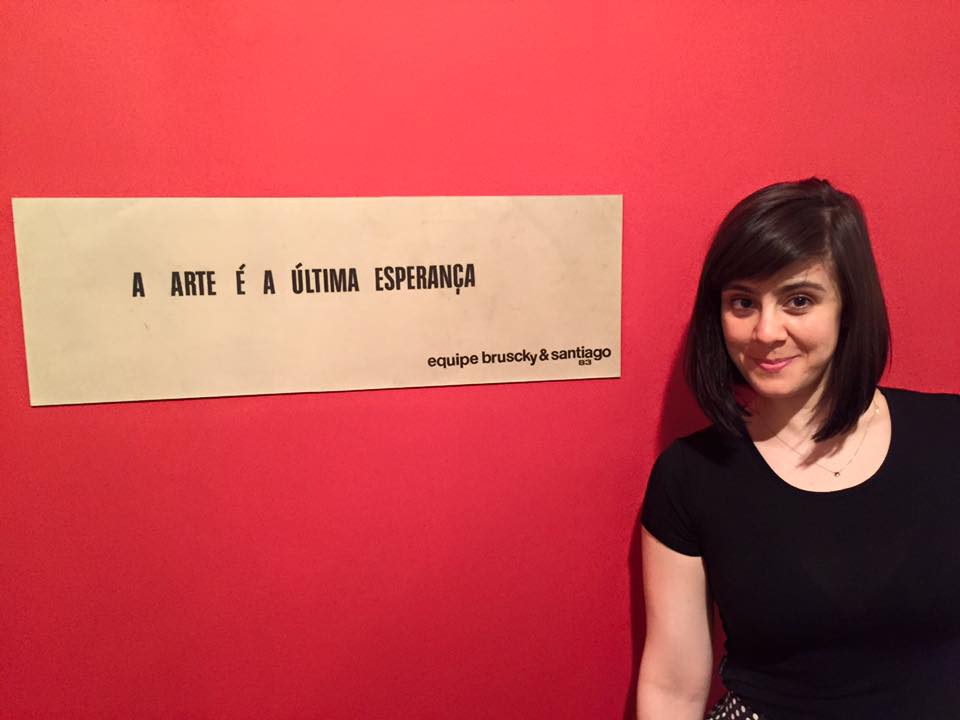 A ARTE É A ÚLTIMA ESPERANÇA
equipe bruscky & santiago
83